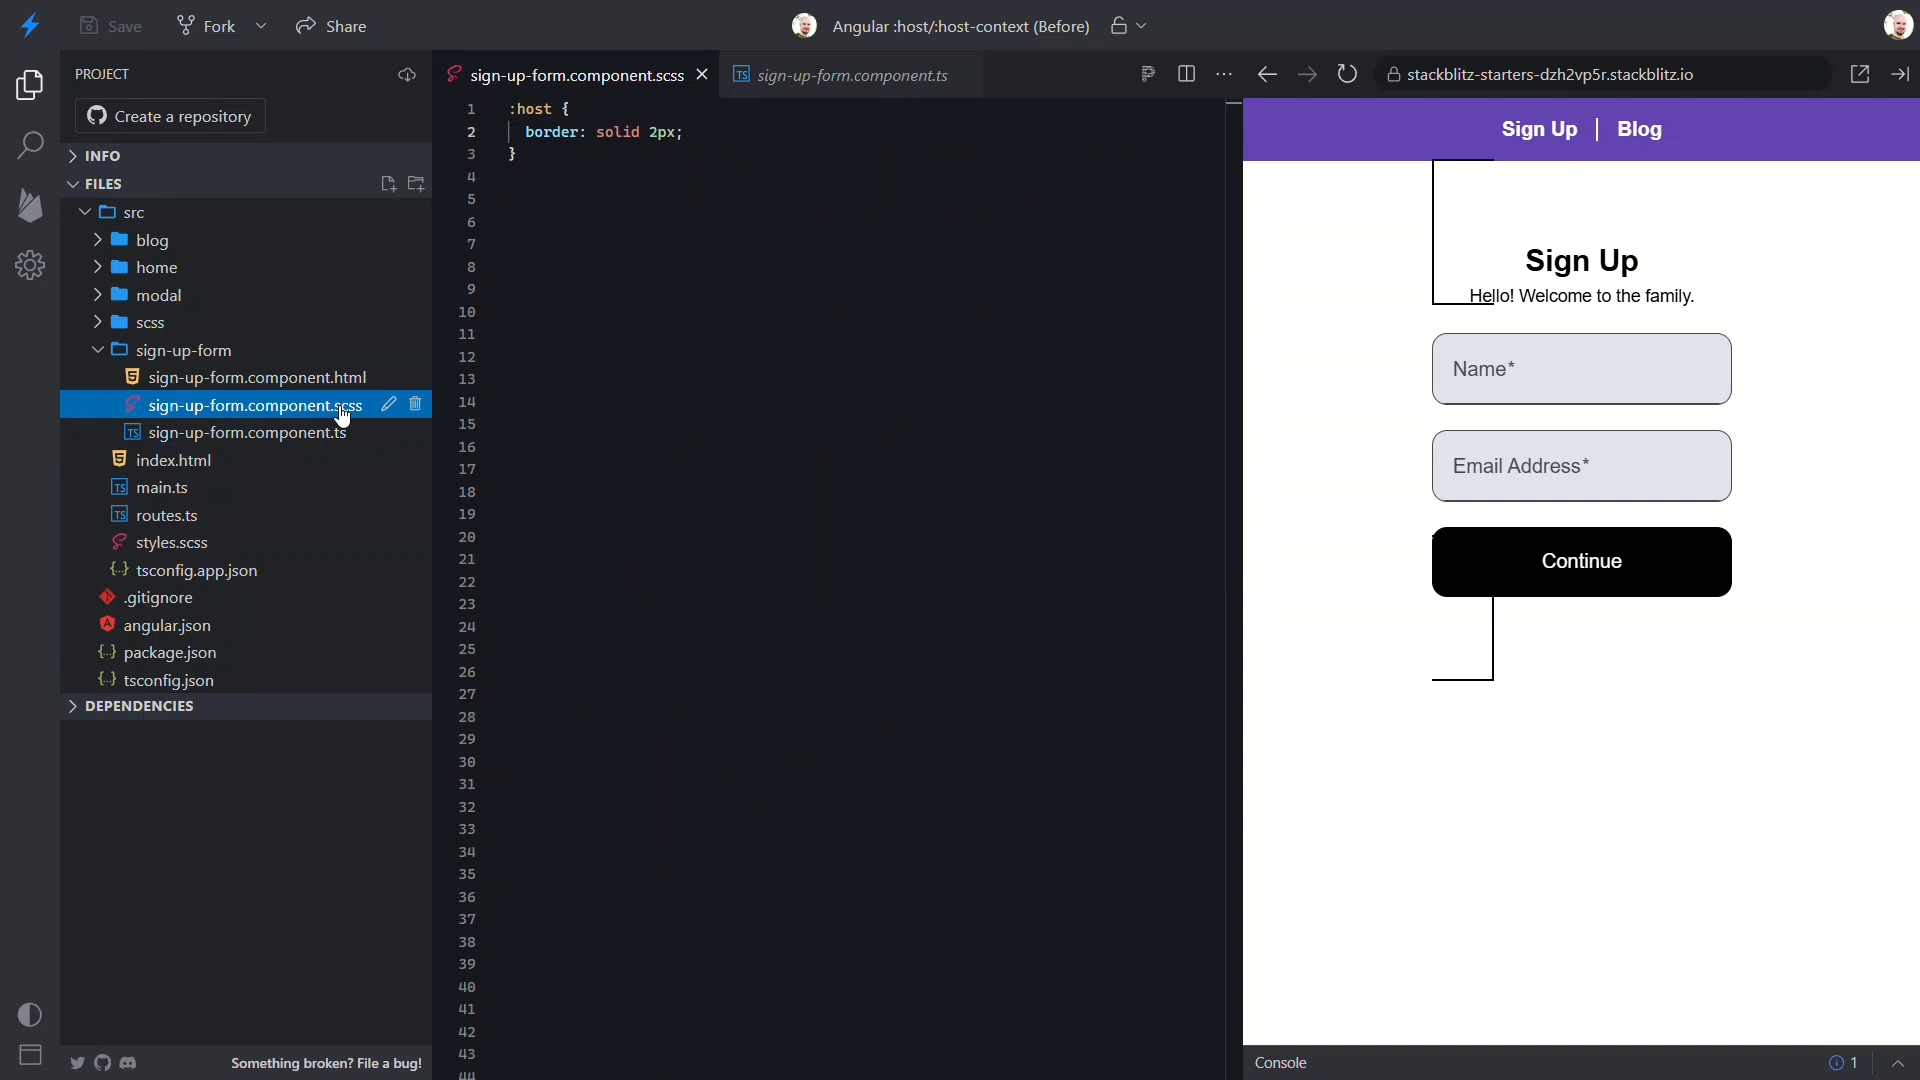 Save
Fork
Share
Angular :host/:host-context (Before)
PROJECT
Create a repository
INFO
FILES
src
blog
home
modal
scss
sign-up-form
sign-up-form.component.html
sign-up-form.component.scss
sign-up-form.component.ts
index.html
main.ts
routes.ts
styles.scss
tsconfig.app.json
.gitignore
angular.json
package.json
tsconfig.json
DEPENDENCIES
Something broken? File a bug!
sign-up-form.component.scss
sign-up-form.component.ts
1 :host {
2 border: solid 2px;
3 }
4
5
6
7
8
9
10
11
12
13
14
15
16
17
18
19
20
21
22
23
24
25
26
27
28
29
30
31
32
33
34
35
36
37
38
39
40
41
42
43
44
stackblitz-starters-dzh2vp5r.stackblitz.io
Sign Up | Blog
Sign Up
Hello! Welcome to the family.
Name*
Email Address*
Continue
Console
1